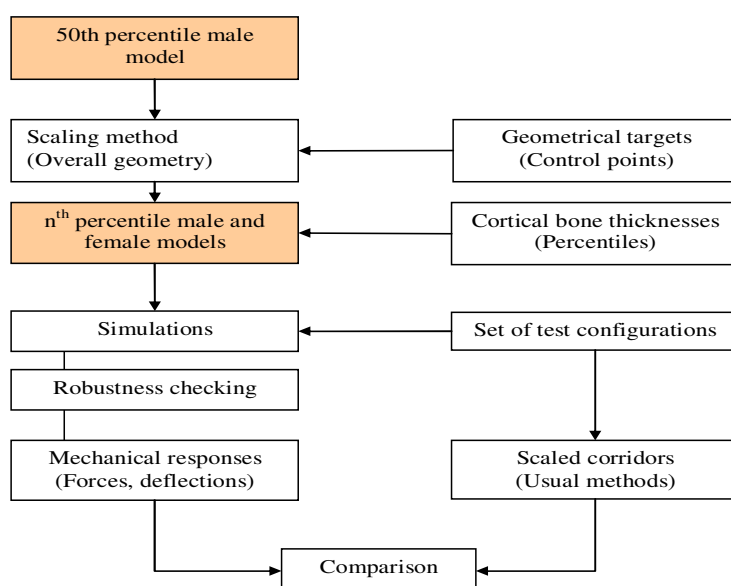 50th percentile male
model
Scaling method
(Overall geometry)
Geometrical targets
(Control points)
nth percentile male and
female models
Cortical bone thicknesses
(Percentiles)
Simulations
Set of test configurations
Robustness checking
Mechanical responses
(Forces, deflections)
Scaled corridors
(Usual methods)
Comparison